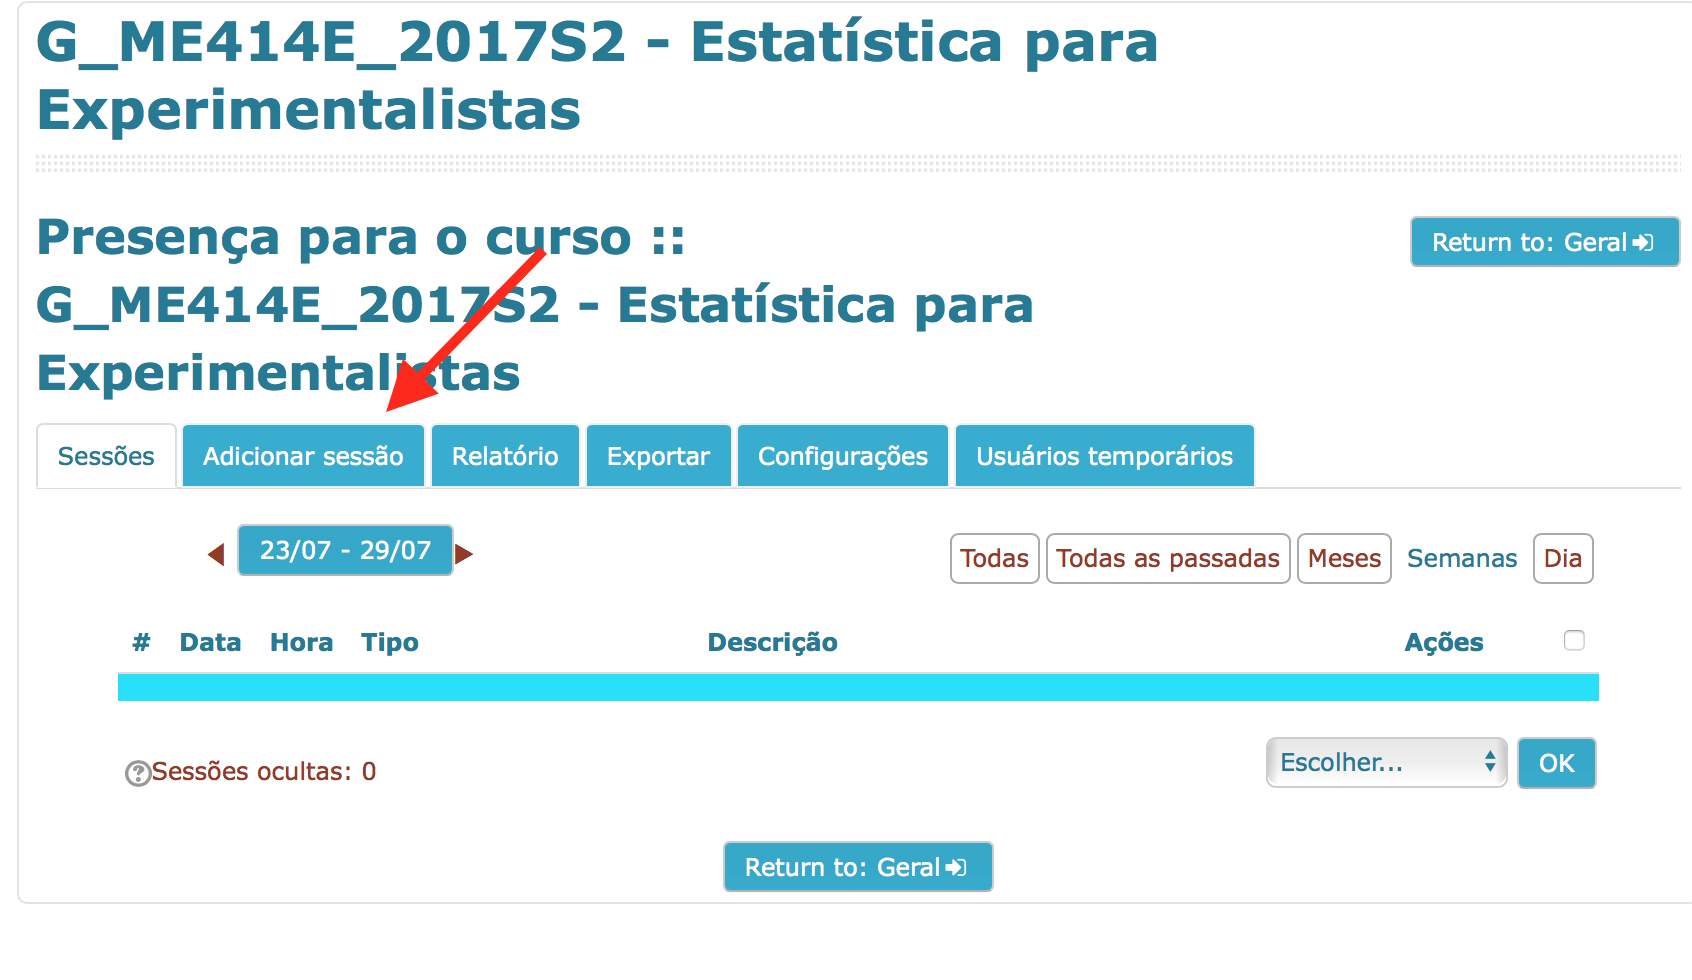 G_ME414E_2017S2 - Estatística para
Experimentalistas
Presença para o curso ::
G_ME414E_2017S2 - Estatística para
Experimentalistas
Return to: Geral
Sessões Adicionar sessão Relatório Exportar Configurações Usuários temporários
23/07 - 29/07 Todas Todas as passadas Meses Semanas Dia
# Data Hora Tipo Descrição Ações
Sessões ocultas: 0 Escolher... OK
Return to: Geral